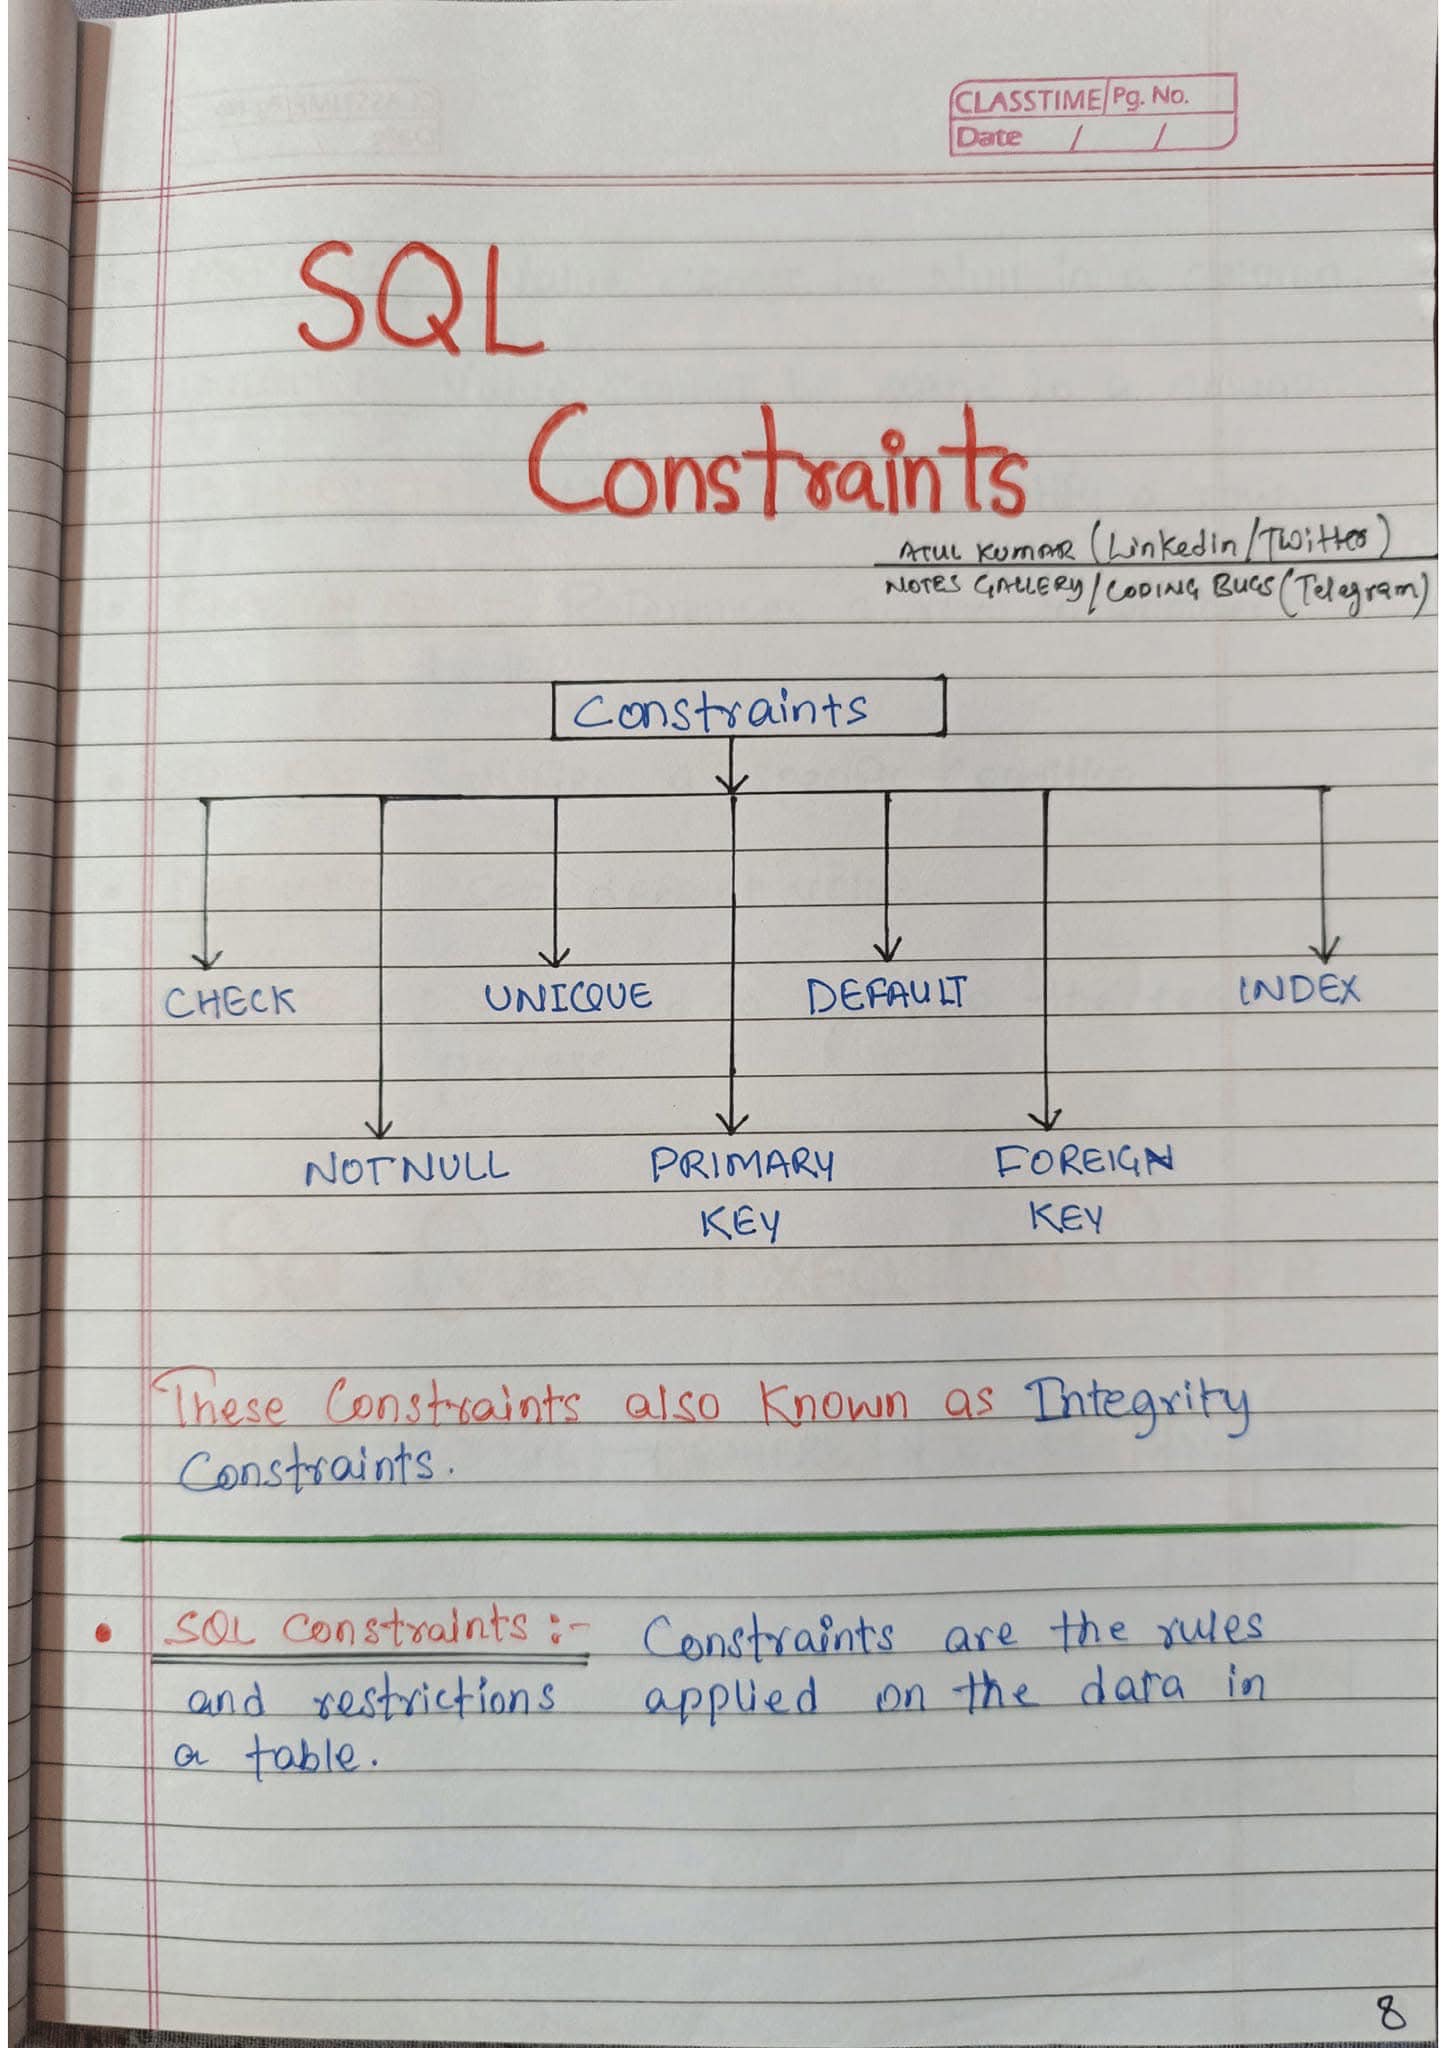 CLASSTIME Pg. No.
Date / /
SQL
Constraints
ATUL KUMAR (Linkedin/Twitter)
NOTES GALLERY/CODING BUGS (Telegram)
Constraints
CHECK UNIQUE DEFAULT INDEX
NOTNULL PRIMARY KEY FOREIGN KEY
These Constraints also known as Integrity
Constraints.
• SQL Constraints :- Constraints are the rules
and restrictions applied on the data in
a table.
8